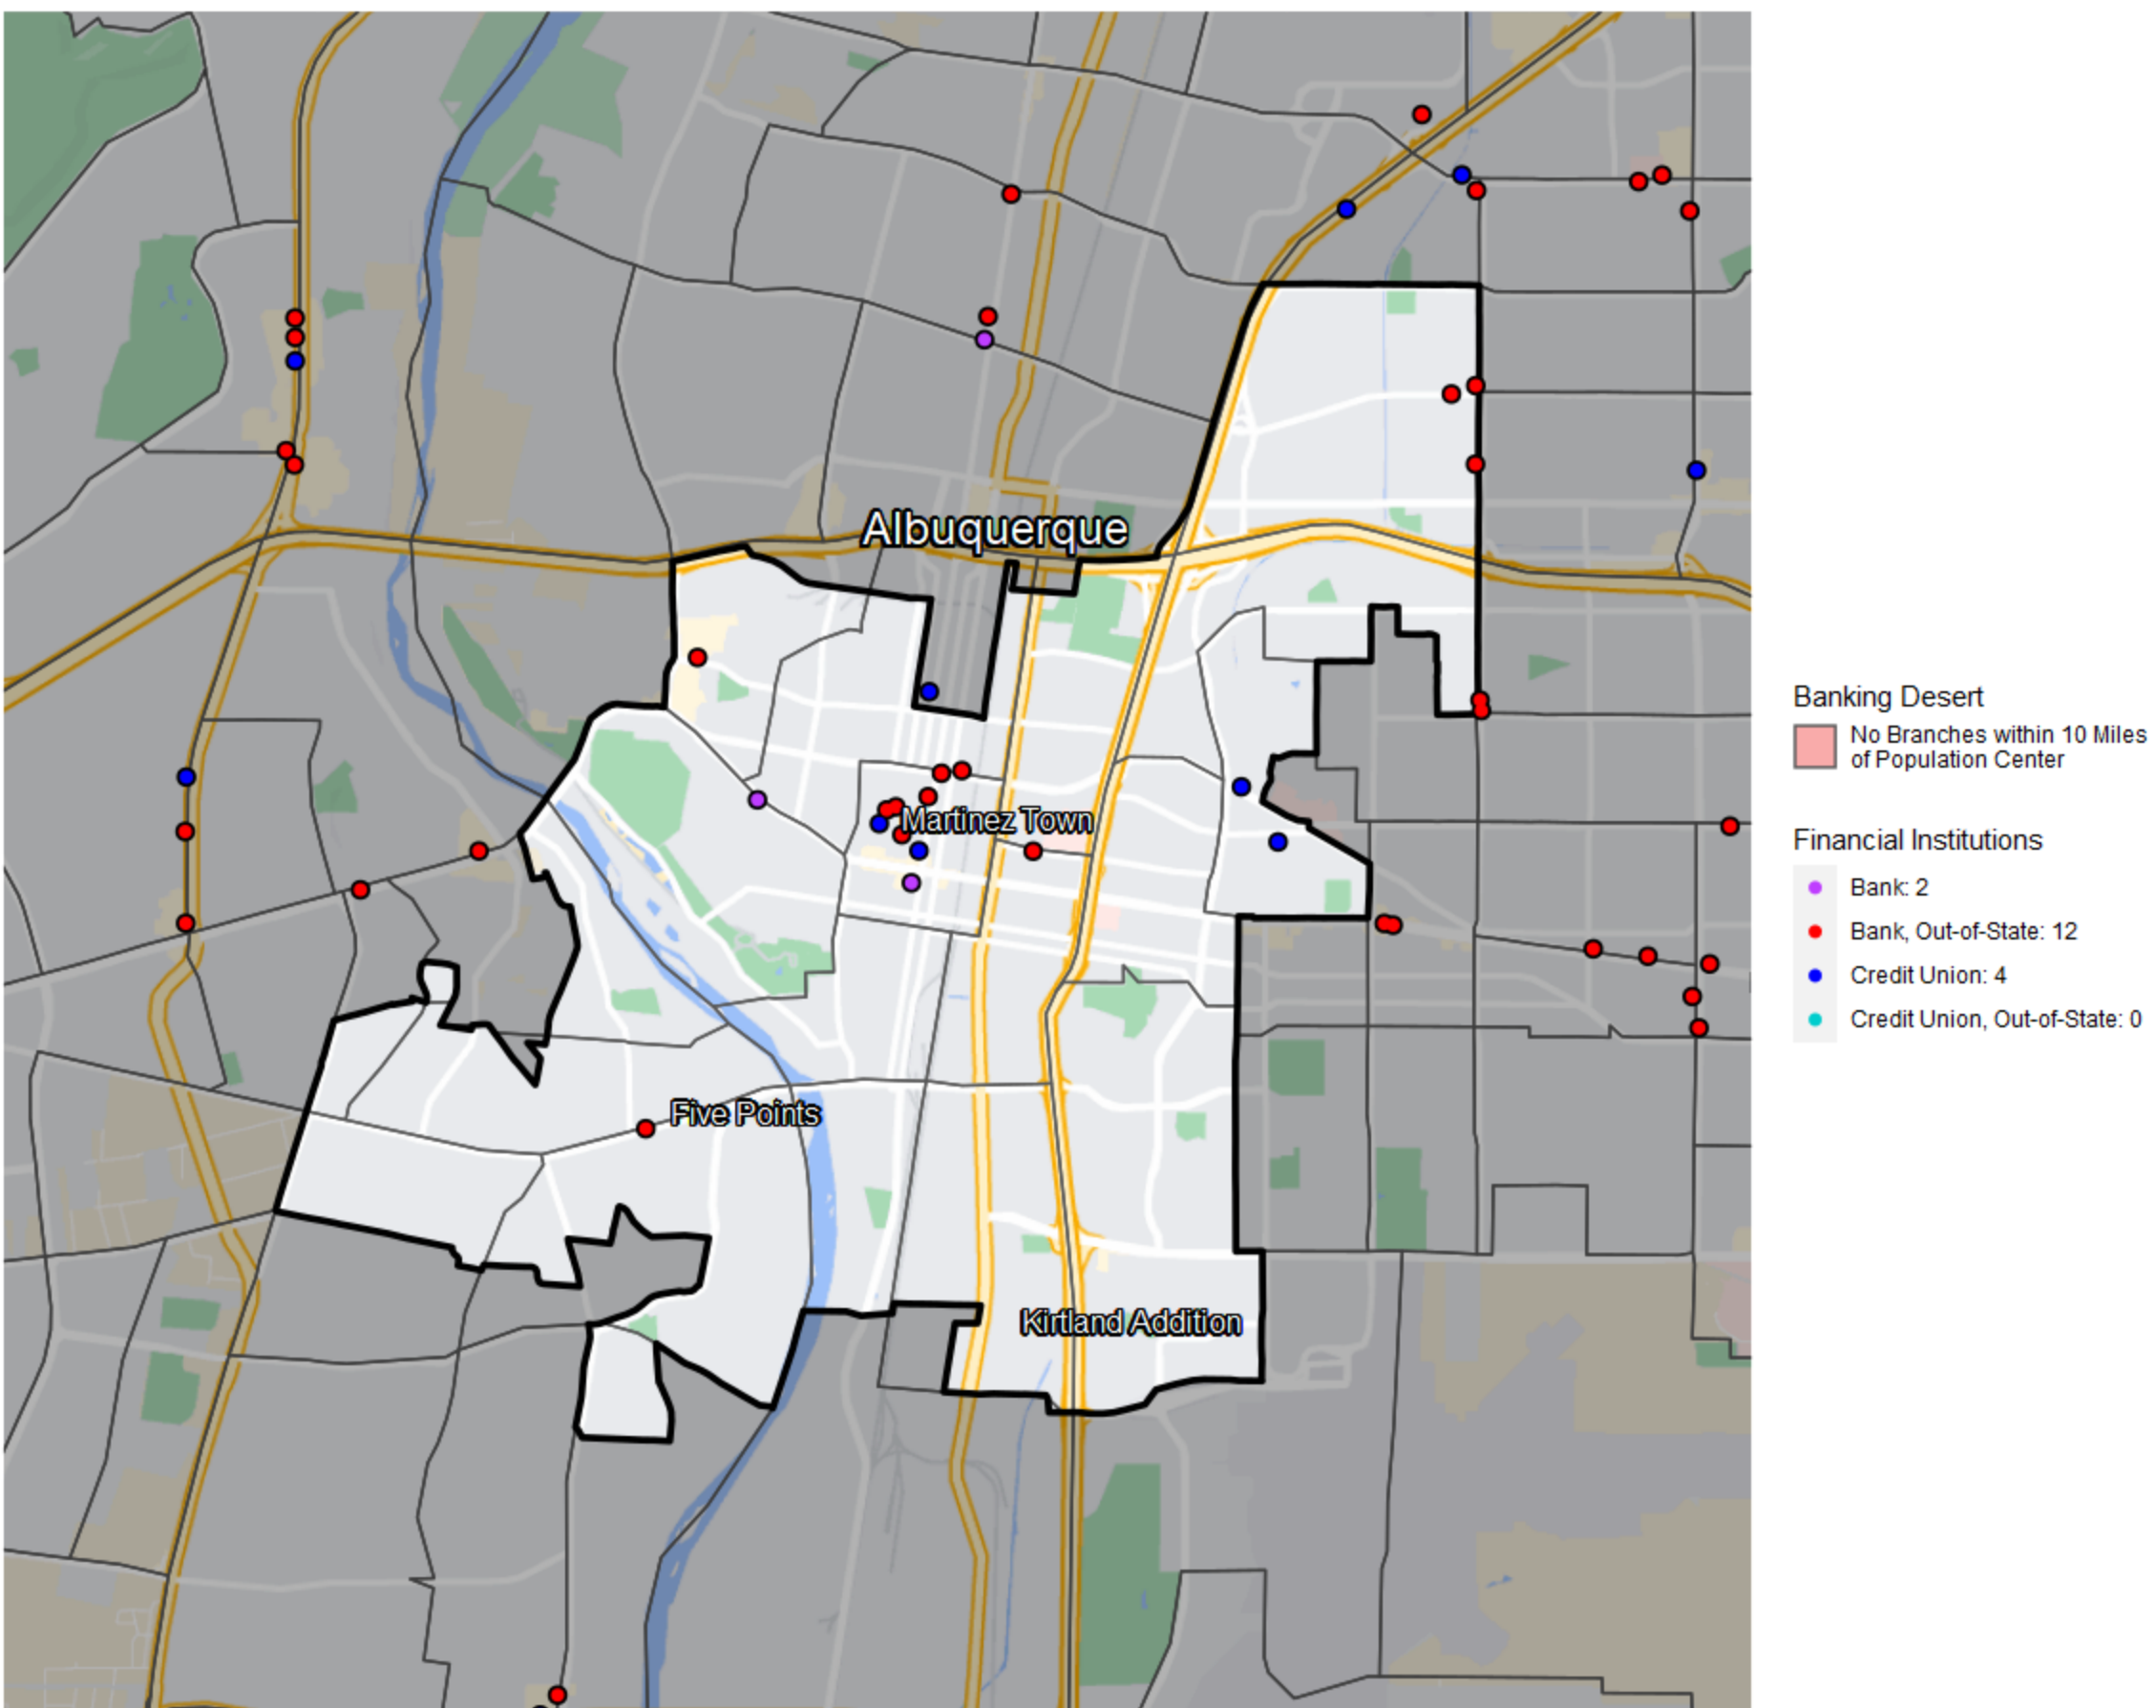 Albuquerque
Martinez Town
Five Points
Kirtland Addition
Banking Desert
No Branches within 10 Miles
of Population Center
Financial Institutions
Bank: 2
Bank, Out-of-State: 12
Credit Union: 4
Credit Union, Out-of-State: 0